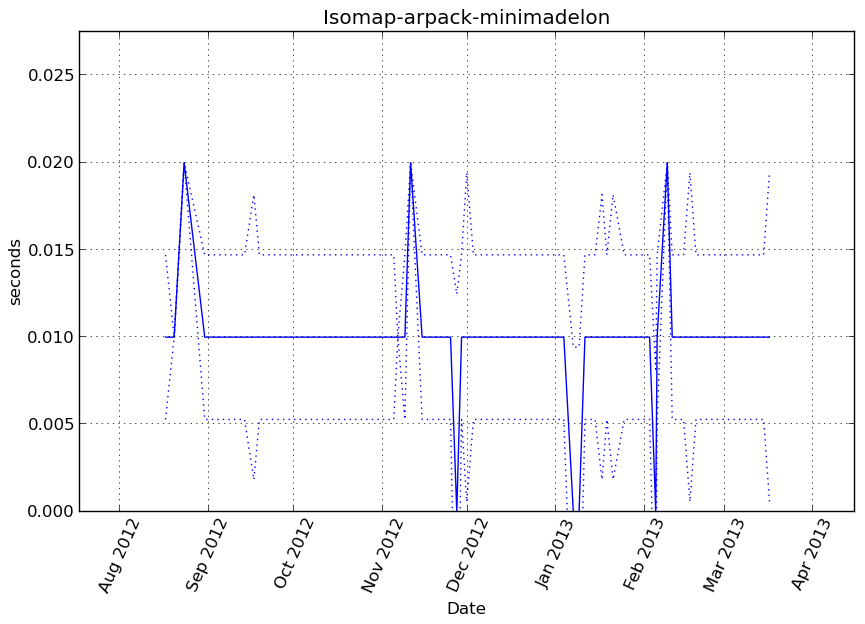 Isomap-arpack-minimadelon
0.025
0.020
0.015
0.010
0.005
0.000
seconds
Aug 2012
Sep 2012
Oct 2012
Nov 2012
Dec 2012
Jan 2013
Feb 2013
Mar 2013
Apr 2013
Date